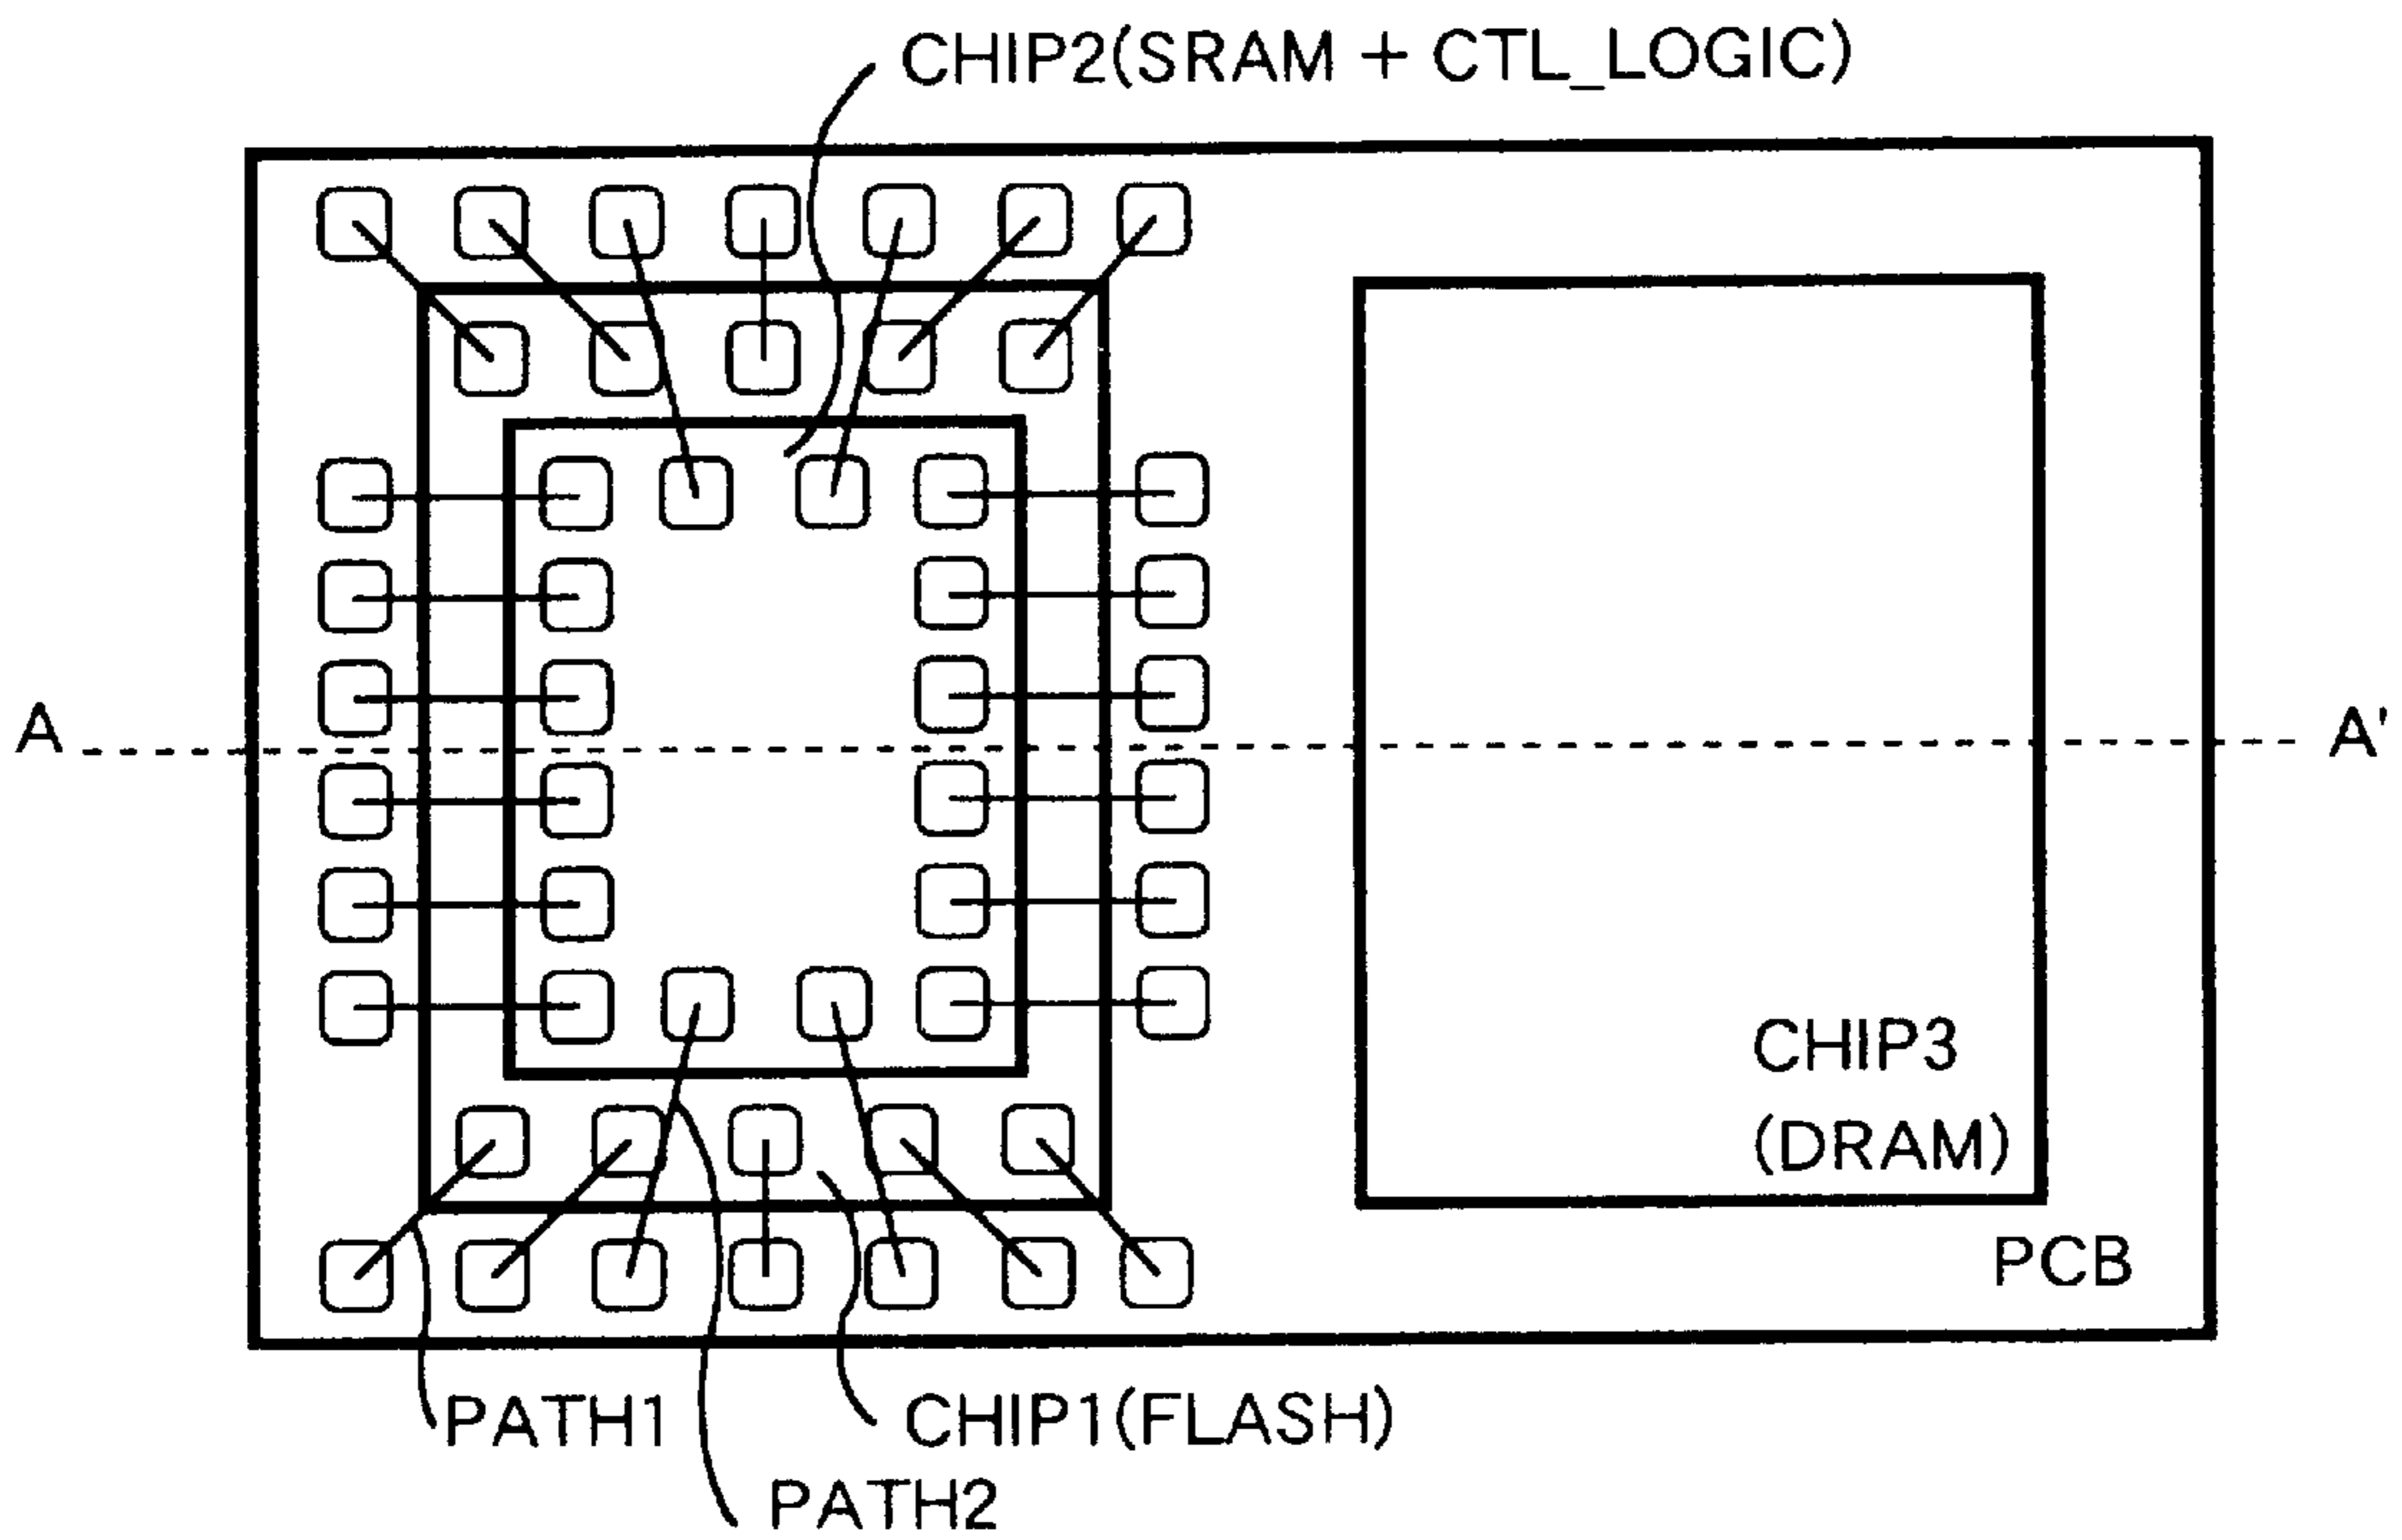 CHIP2(SRAM + CTL_LOGIC)
A
A'
CHIP3
(DRAM)
PCB
PATH1
CHIP1(FLASH)
PATH2